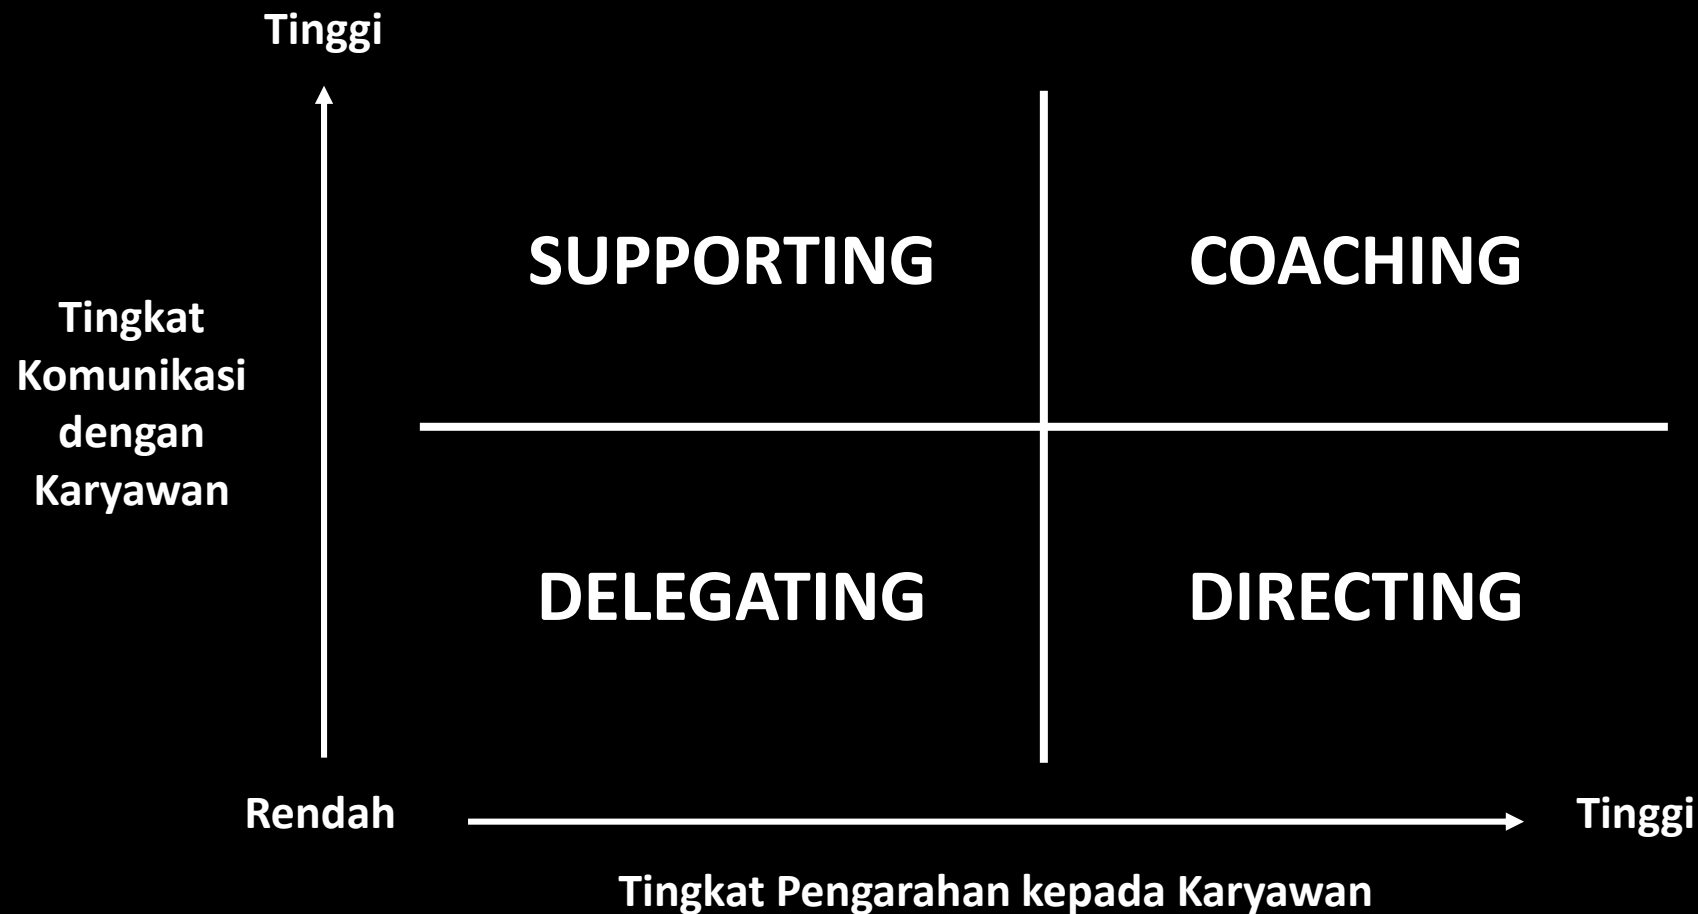 Tinggi
SUPPORTING
COACHING
Tingkat
Komunikasi
dengan
Karyawan
DELEGATING
DIRECTING
Rendah
Tinggi
Tingkat Pengarahan kepada Karyawan